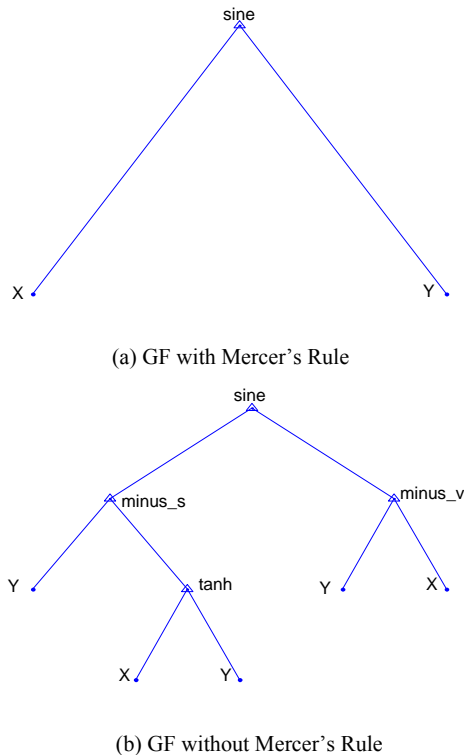 sine
X
Y
(a) GF with Mercer's Rule
sine
minus_s
minus_v
Y
tanh
Y
X
X
Y
(b) GF without Mercer's Rule